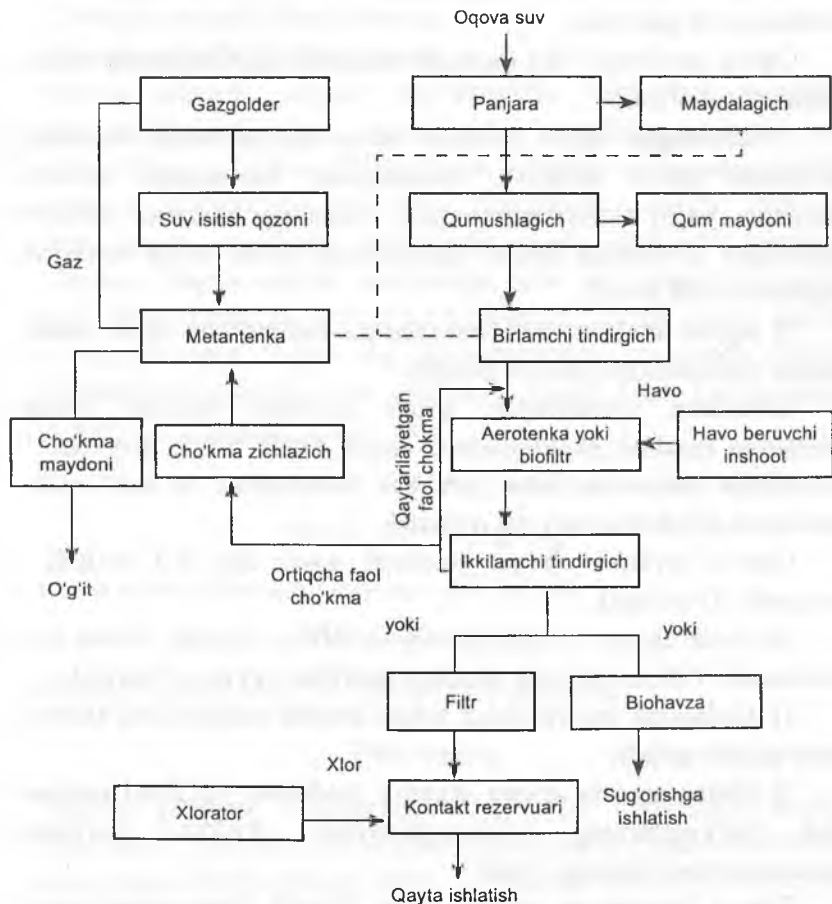 Oqova suv
Gazgolder
Panjara
Maydalagich
Suv isitish qozoni
Qumushlagich
Qum maydoni
Gaz
Metantenka
Birlamchi tindirgich
Havo
Cho'kma
maydoni
Cho'kma zichlazich
Qaytarilayetgan
faol chokma
Aerotenka yoki
biofiltr
Havo beruvchi
inshoot
Ikkilamchi tindirgich
O'g'it
Ortiqcha faol
cho'kma
yoki
yoki
Filtr
Biohavza
Xlor
Xlorator
Kontakt rezervuari
Sug'orishga
ishlatish
Qayta ishlatish